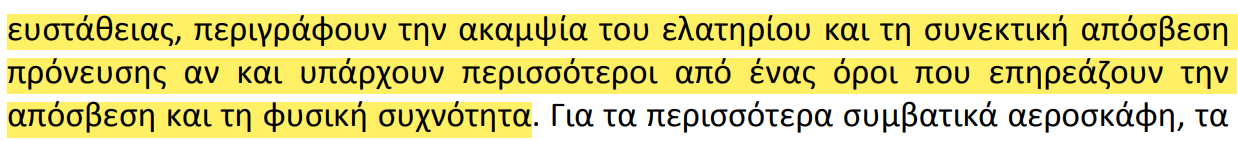 ευστάθειας, περιγράφουν την ακαμψία του ελατηρίου και τη συνεκτική απόσβεση
πρόνευσης αν και υπάρχουν περισσότεροι από ένας όροι που επηρεάζουν την
απόσβεση και τη φυσική συχνότητα. Για τα περισσότερα συμβατικά αεροσκάφη, τα